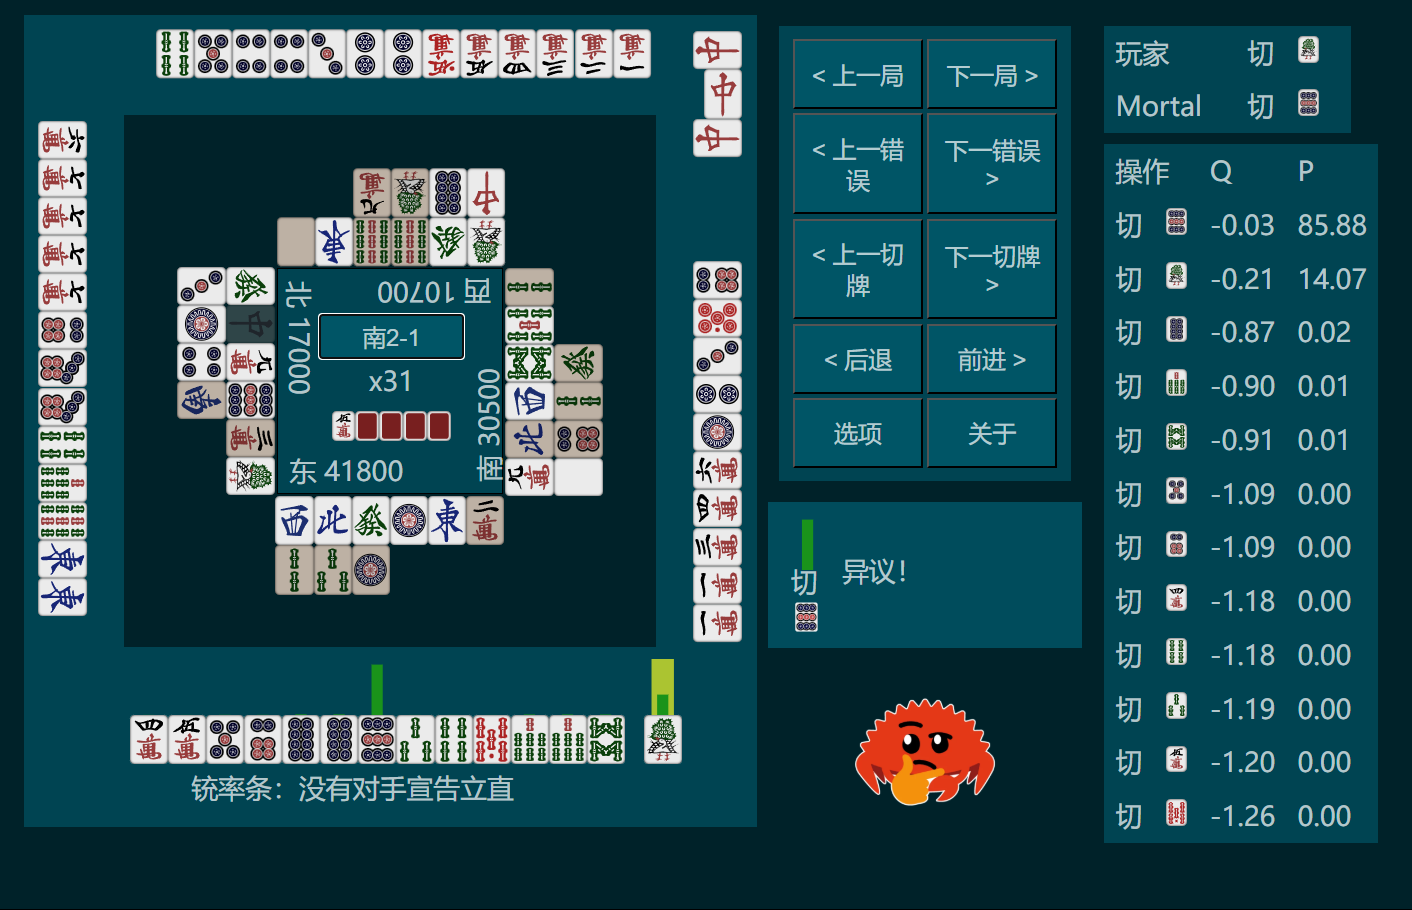 北 17000
西 10700
南2-1
x31
南 30500
东 41800
铳率条：没有对手宣告立直
< 上一局
下一局 >
< 上一错误
下一错误 >
< 上一切牌
下一切牌 >
< 后退
前进 >
选项
关于
切
异议！
玩家 切
Mortal 切
操作 Q P
切 -0.03 85.88
切 -0.21 14.07
切 -0.87 0.02
切 -0.90 0.01
切 -0.91 0.01
切 -1.09 0.00
切 -1.09 0.00
切 -1.18 0.00
切 -1.18 0.00
切 -1.19 0.00
切 -1.20 0.00
切 -1.26 0.00